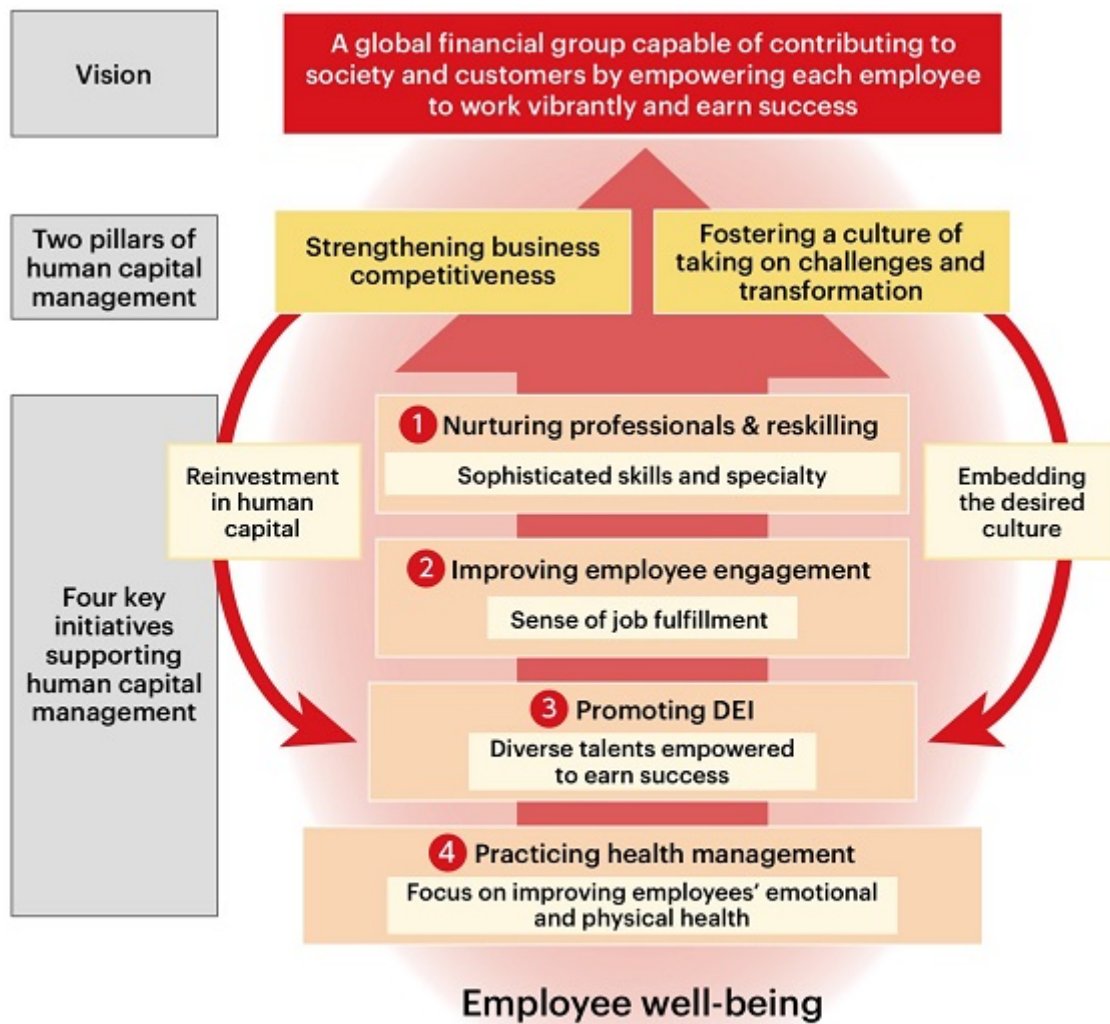 Vision
A global financial group capable of contributing to
society and customers by empowering each employee
to work vibrantly and earn success
Two pillars of
human capital
management
Strengthening business
competitiveness
Fostering a culture of
taking on challenges and
transformation
Four key
initiatives
supporting
human capital
management
Reinvestment
in human
capital
1 Nurturing professionals & reskilling
Sophisticated skills and specialty
2 Improving employee engagement
Sense of job fulfillment
3 Promoting DEI
Diverse talents empowered
to earn success
4 Practicing health management
Focus on improving employees’ emotional
and physical health
Embedding
the desired
culture
Employee well-being